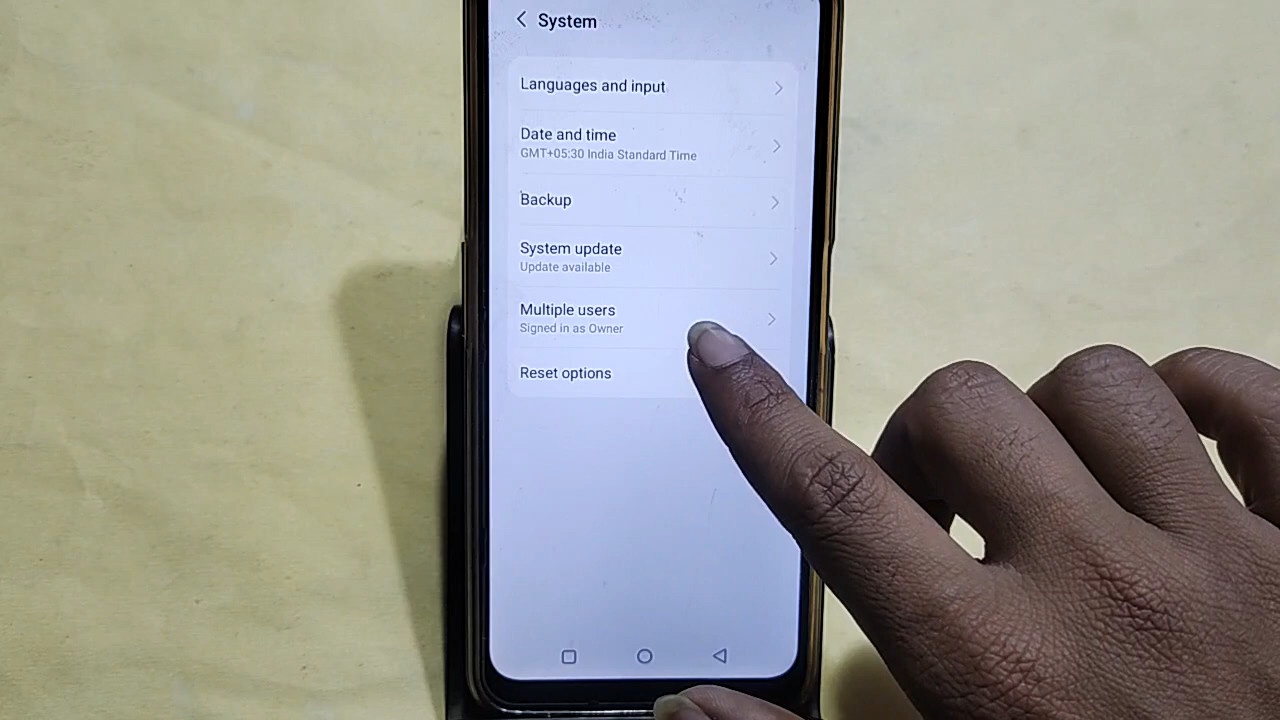 System
Languages and input
Date and time
GMT+05:30 India Standard Time
Backup
System update
Update available
Multiple users
Signed in as Owner
Reset options